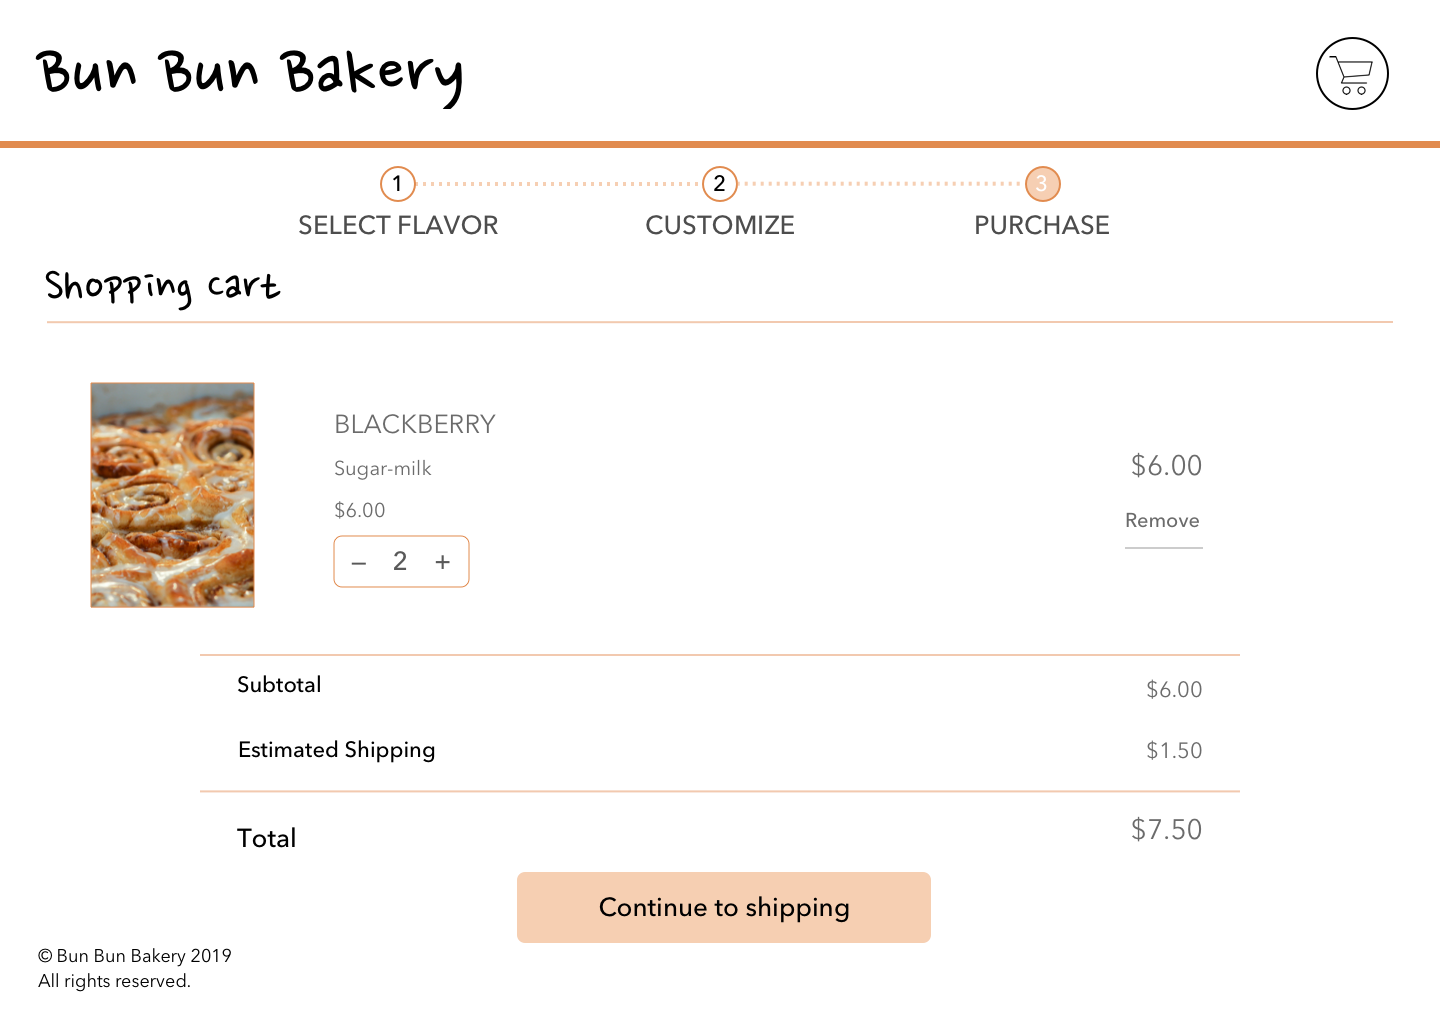 Bun Bun Bakery
1 2 3
SELECT FLAVOR CUSTOMIZE PURCHASE
Shopping cart
BLACKBERRY
Sugar-milk
$6.00
$6.00
Remove
– 2 +
Subtotal $6.00
Estimated Shipping $1.50
Total $7.50
Continue to shipping
© Bun Bun Bakery 2019
All rights reserved.